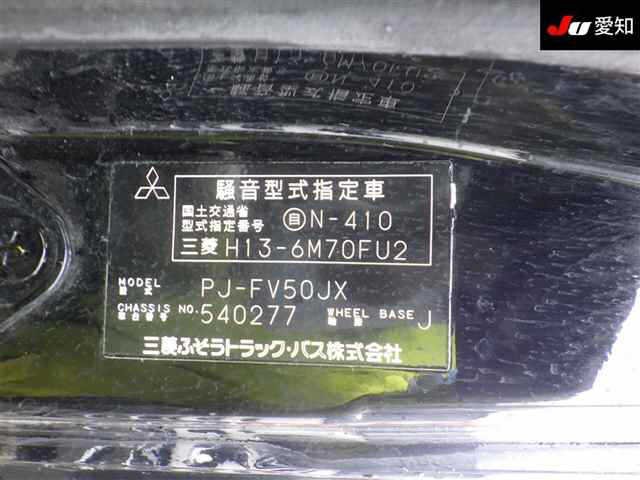 JU 愛知
騒音型式指定車
国土交通省
型式指定番号 自N-410
三菱 H13-6M70FU2
MODEL PJ-FV50JX
型式
CHASSIS NO. 540277 WHEEL BASE J
車台番号 軸距
三菱ふそうトラック・バス株式会社